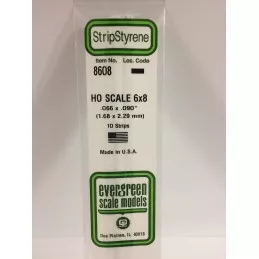 StripStyrene
Item No. Loc. Code
8608
HO SCALE 6x8
.066 x .090"
(1.68 x 2.29 mm)
10 Strips
Made in U.S.A.
evergreen
scale models
Des Plaines, IL 60018